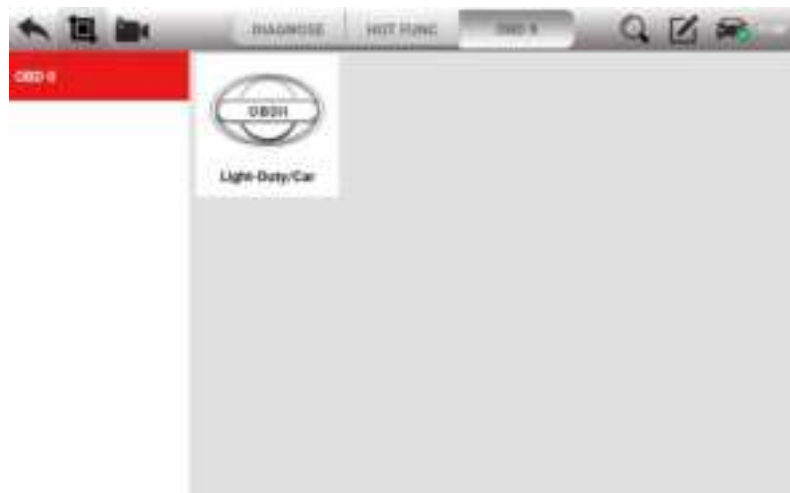 DIAGNOSE
HOT FUNC
OBD II
OBD II
OBDII
Light-Duty/Car